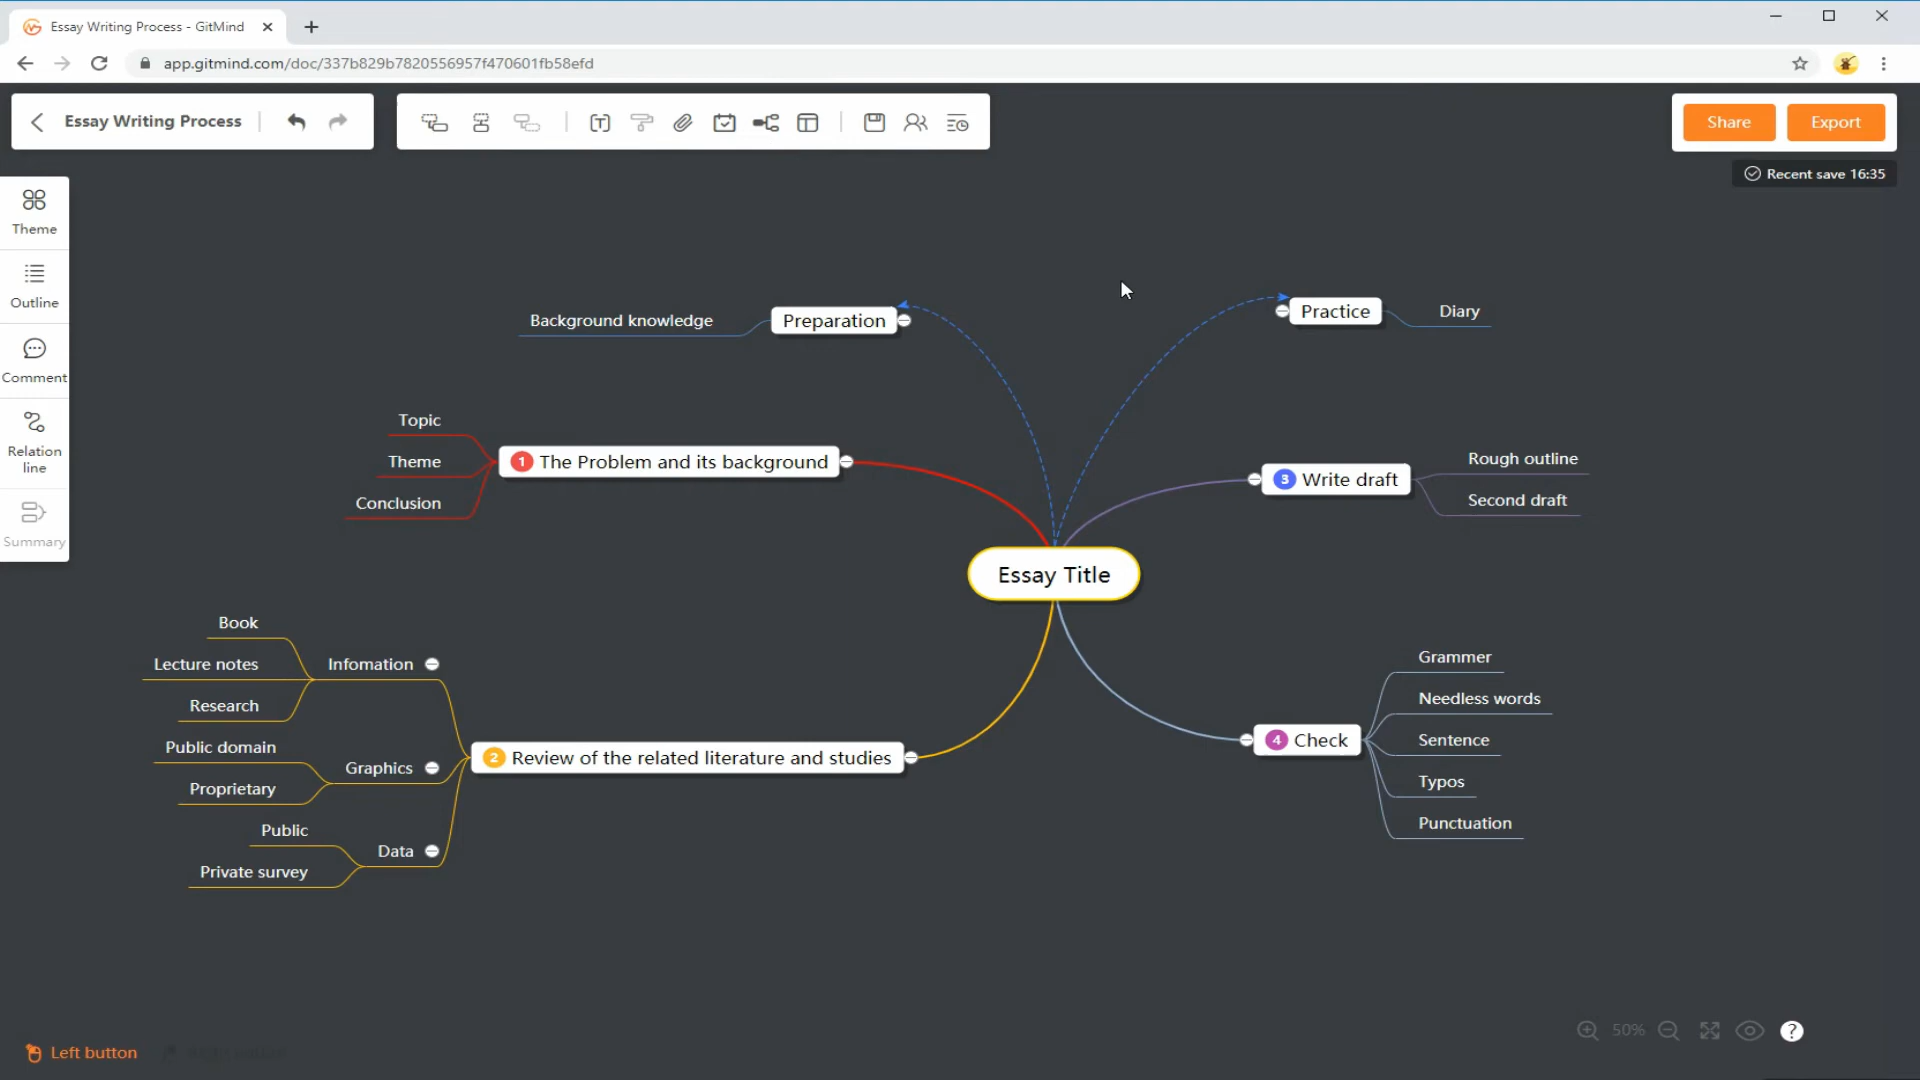 Essay Writing Process - GitMind
app.gitmind.com/doc/337b829b7820556957f470601fb58efd
Essay Writing Process
Share
Export
Recent save 16:35
Theme
Outline
Comment
Relation
line
Summary
Background knowledge
Preparation
Practice
Diary
Topic
Theme
Conclusion
1
The Problem and its background
3
Write draft
Rough outline
Second draft
Essay Title
Book
Lecture notes
Research
Infomation
Public domain
Proprietary
Graphics
Public
Private survey
Data
2
Review of the related literature and studies
4
Check
Grammer
Needless words
Sentence
Typos
Punctuation
Left button
50%
?